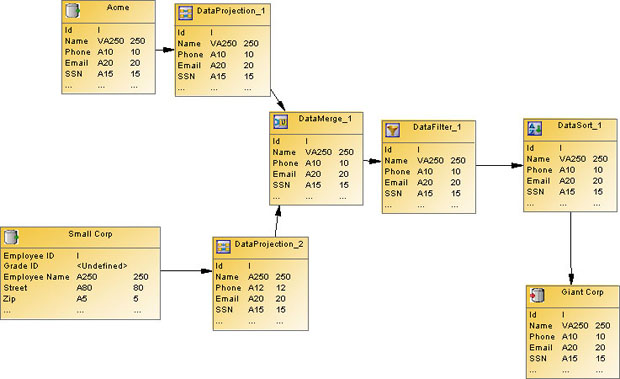 Acme
Id I
Name VA250 250
Phone A10 10
Email A20 20
SSN A15 15
... ... ...
DataProjection_1
Id I
Name VA250 250
Phone A10 10
Email A20 20
SSN A15 15
... ... ...
DataMerge_1
Id I
Name VA250 250
Phone A10 10
Email A20 20
SSN A15 15
... ... ...
DataFilter_1
Id I
Name VA250 250
Phone A10 10
Email A20 20
SSN A15 15
... ... ...
DataSort_1
Id I
Name VA250 250
Phone A10 10
Email A20 20
SSN A15 15
... ... ...
Small Corp
Employee ID I
Grade ID <Undefined>
Employee Name A250 250
Street A80 80
Zip A5 5
... ... ...
DataProjection_2
Id I
Name A250 250
Phone A12 12
Email A20 20
SSN A15 15
... ... ...
Giant Corp
Id I
Name VA250 250
Phone A10 10
Email A20 20
SSN A15 15
... ... ...